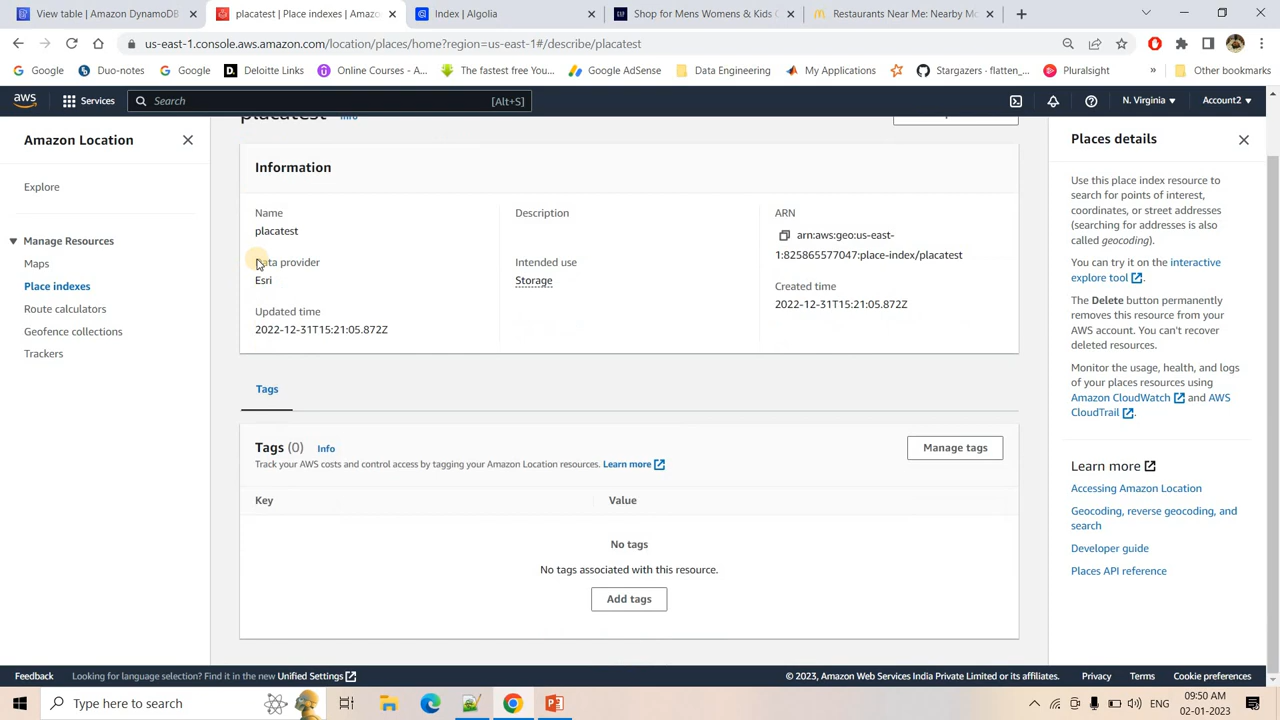 View table | Amazon DynamoDB
placatest | Place indexes | Amazo
Index | Algolia
Shop for Mens Women & Kids C
Restaurants Near Me Nearby Mc
us-east-1.console.aws.amazon.com/location/places/home?region=us-east-1#/describe/placatest
Google
Duo-notes
Google
Deloitte Links
Online Courses - A...
The fastest free You...
Google AdSense
Data Engineering
My Applications
Stargazers · flatten_...
Pluralsight
»
Other bookmarks
aws
Services
Search
[Alt+S]
N. Virginia
Account2
Amazon Location
Explore
Manage Resources
Maps
Place indexes
Route calculators
Geofence collections
Trackers
placatest
Info
Information
Name
placatest
Data provider
Esri
Updated time
2022-12-31T15:21:05.872Z
Description
Intended use
Storage
ARN
arn:aws:geo:us-east-
1:825865577047:place-index/placatest
Created time
2022-12-31T15:21:05.872Z
Tags
Tags (0)
Info
Track your AWS costs and control access by tagging your Amazon Location resources. Learn more
Manage tags
Key
Value
No tags
No tags associated with this resource.
Add tags
Places details
Use this place index resource to
search for points of interest,
coordinates, or street addresses
(searching for addresses is also
called geocoding).
You can try it on the interactive
explore tool.
The Delete button permanently
removes this resource from your
AWS account. You can't recover
deleted resources.
Monitor the usage, health, and logs
of your places resources using
Amazon CloudWatch and AWS
CloudTrail.
Learn more
Accessing Amazon Location
Geocoding, reverse geocoding, and
search
Developer guide
Places API reference
Feedback
Looking for language selection? Find it in the new Unified Settings
© 2023, Amazon Web Services India Private Limited or its affiliates.
Privacy
Terms
Cookie preferences
Type here to search
ENG
09:50 AM
02-01-2023